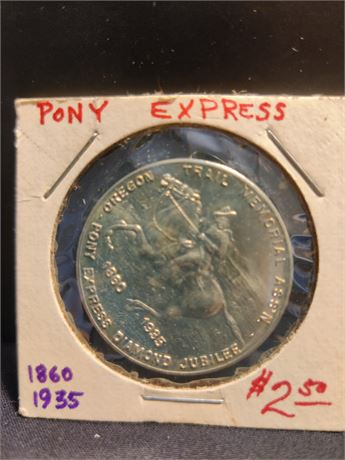 PONY EXPRESS
OREGON TRAIL MEMORIAL ASS'N.
PONY EXPRESS DIAMOND JUBILEE
1860
1935
1860
1935
$2.50